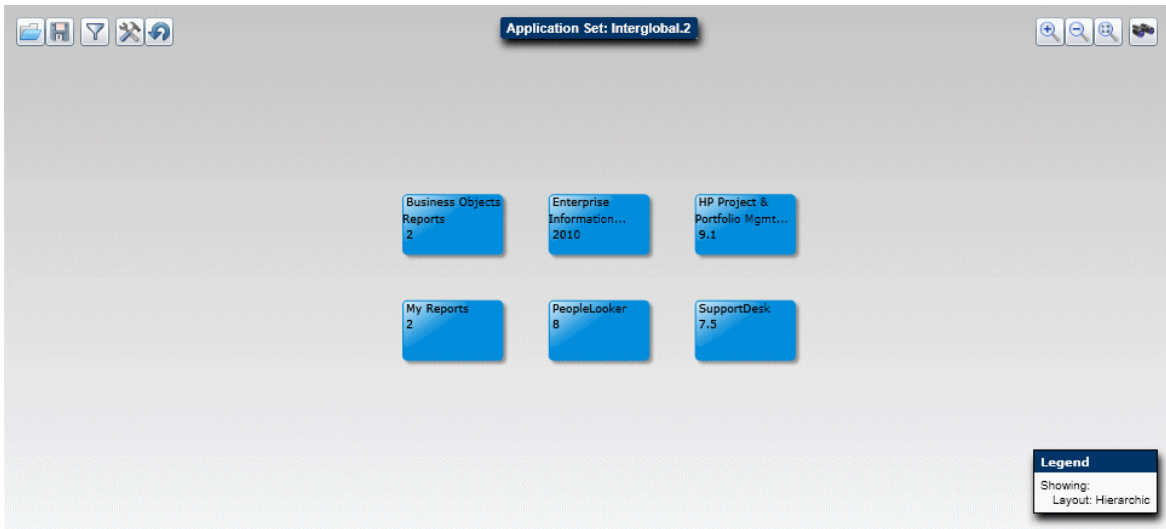 Application Set: Interglobal.2
Business Objects
Reports
2
Enterprise
Information...
2010
HP Project &
Portfolio Mgmt...
9.1
My Reports
2
PeopleLooker
8
SupportDesk
7.5
Legend
Showing:
Layout: Hierarchic